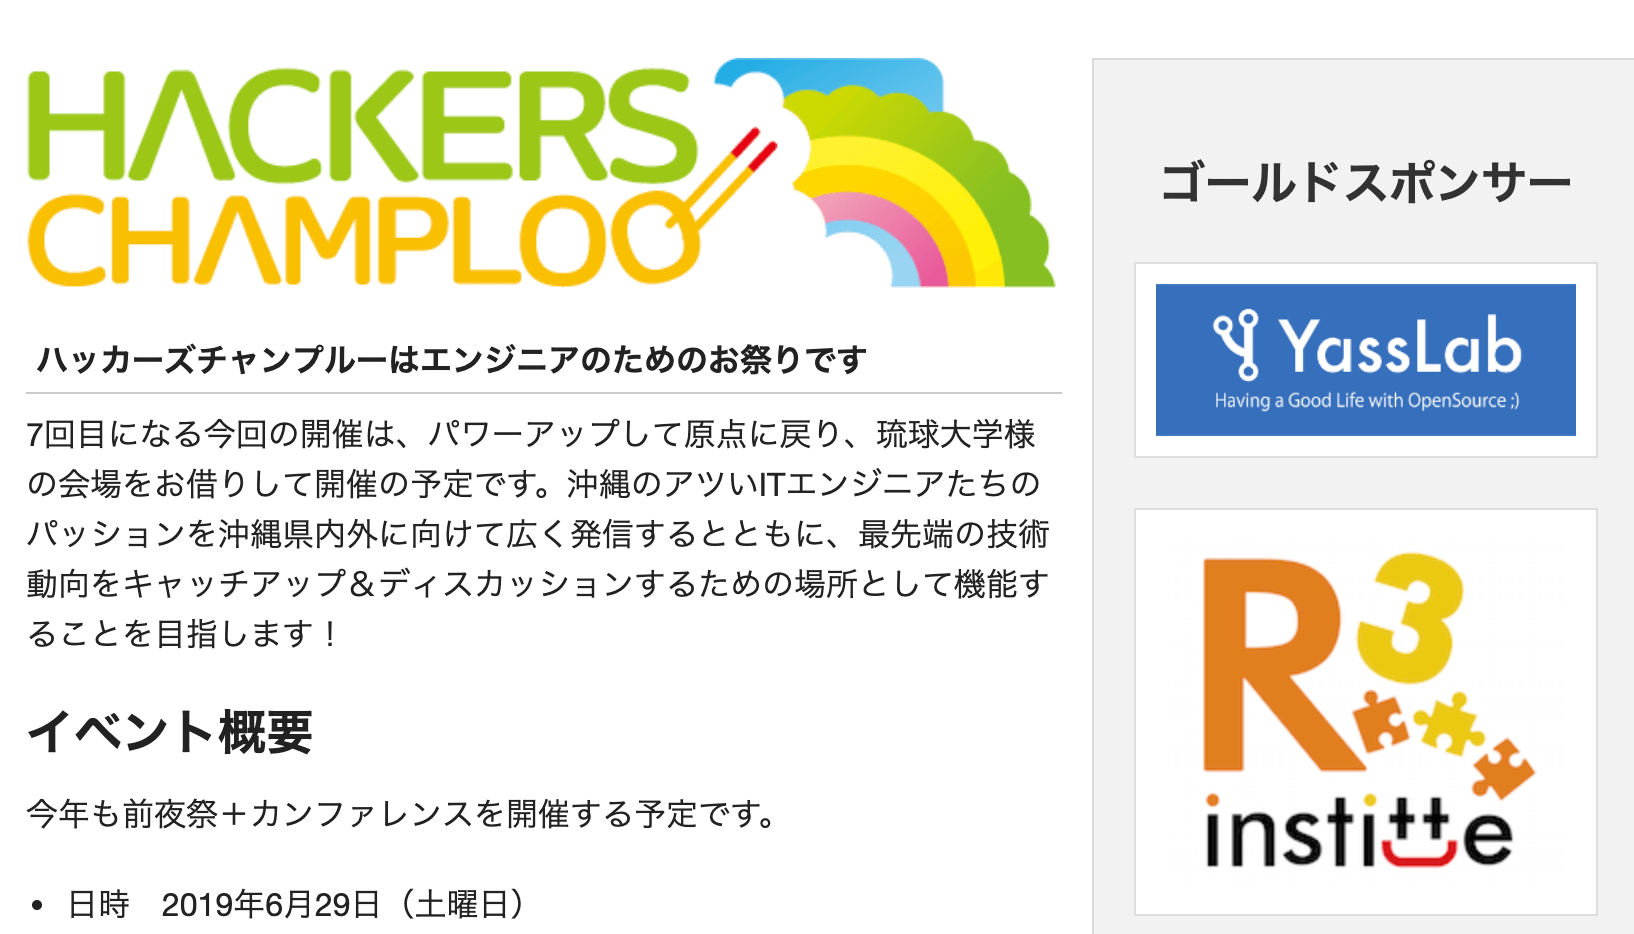 HACKERS
CHAMPLOO
ハッカーズチャンプルーはエンジニアのためのお祭りです
7回目になる今回の開催は、パワーアップして原点に戻り、琉球大学様
の会場をお借りして開催の予定です。沖縄のアツいITエンジニアたちの
パッションを沖縄県内外に向けて広く発信するとともに、最先端の技術
動向をキャッチアップ＆ディスカッションするための場所として機能す
ることを目指します！
イベント概要
今年も前夜祭＋カンファレンスを開催する予定です。
• 日時　2019年6月29日（土曜日）
ゴールドスポンサー
YassLab
Having a Good Life with OpenSource ;)
R3
institute